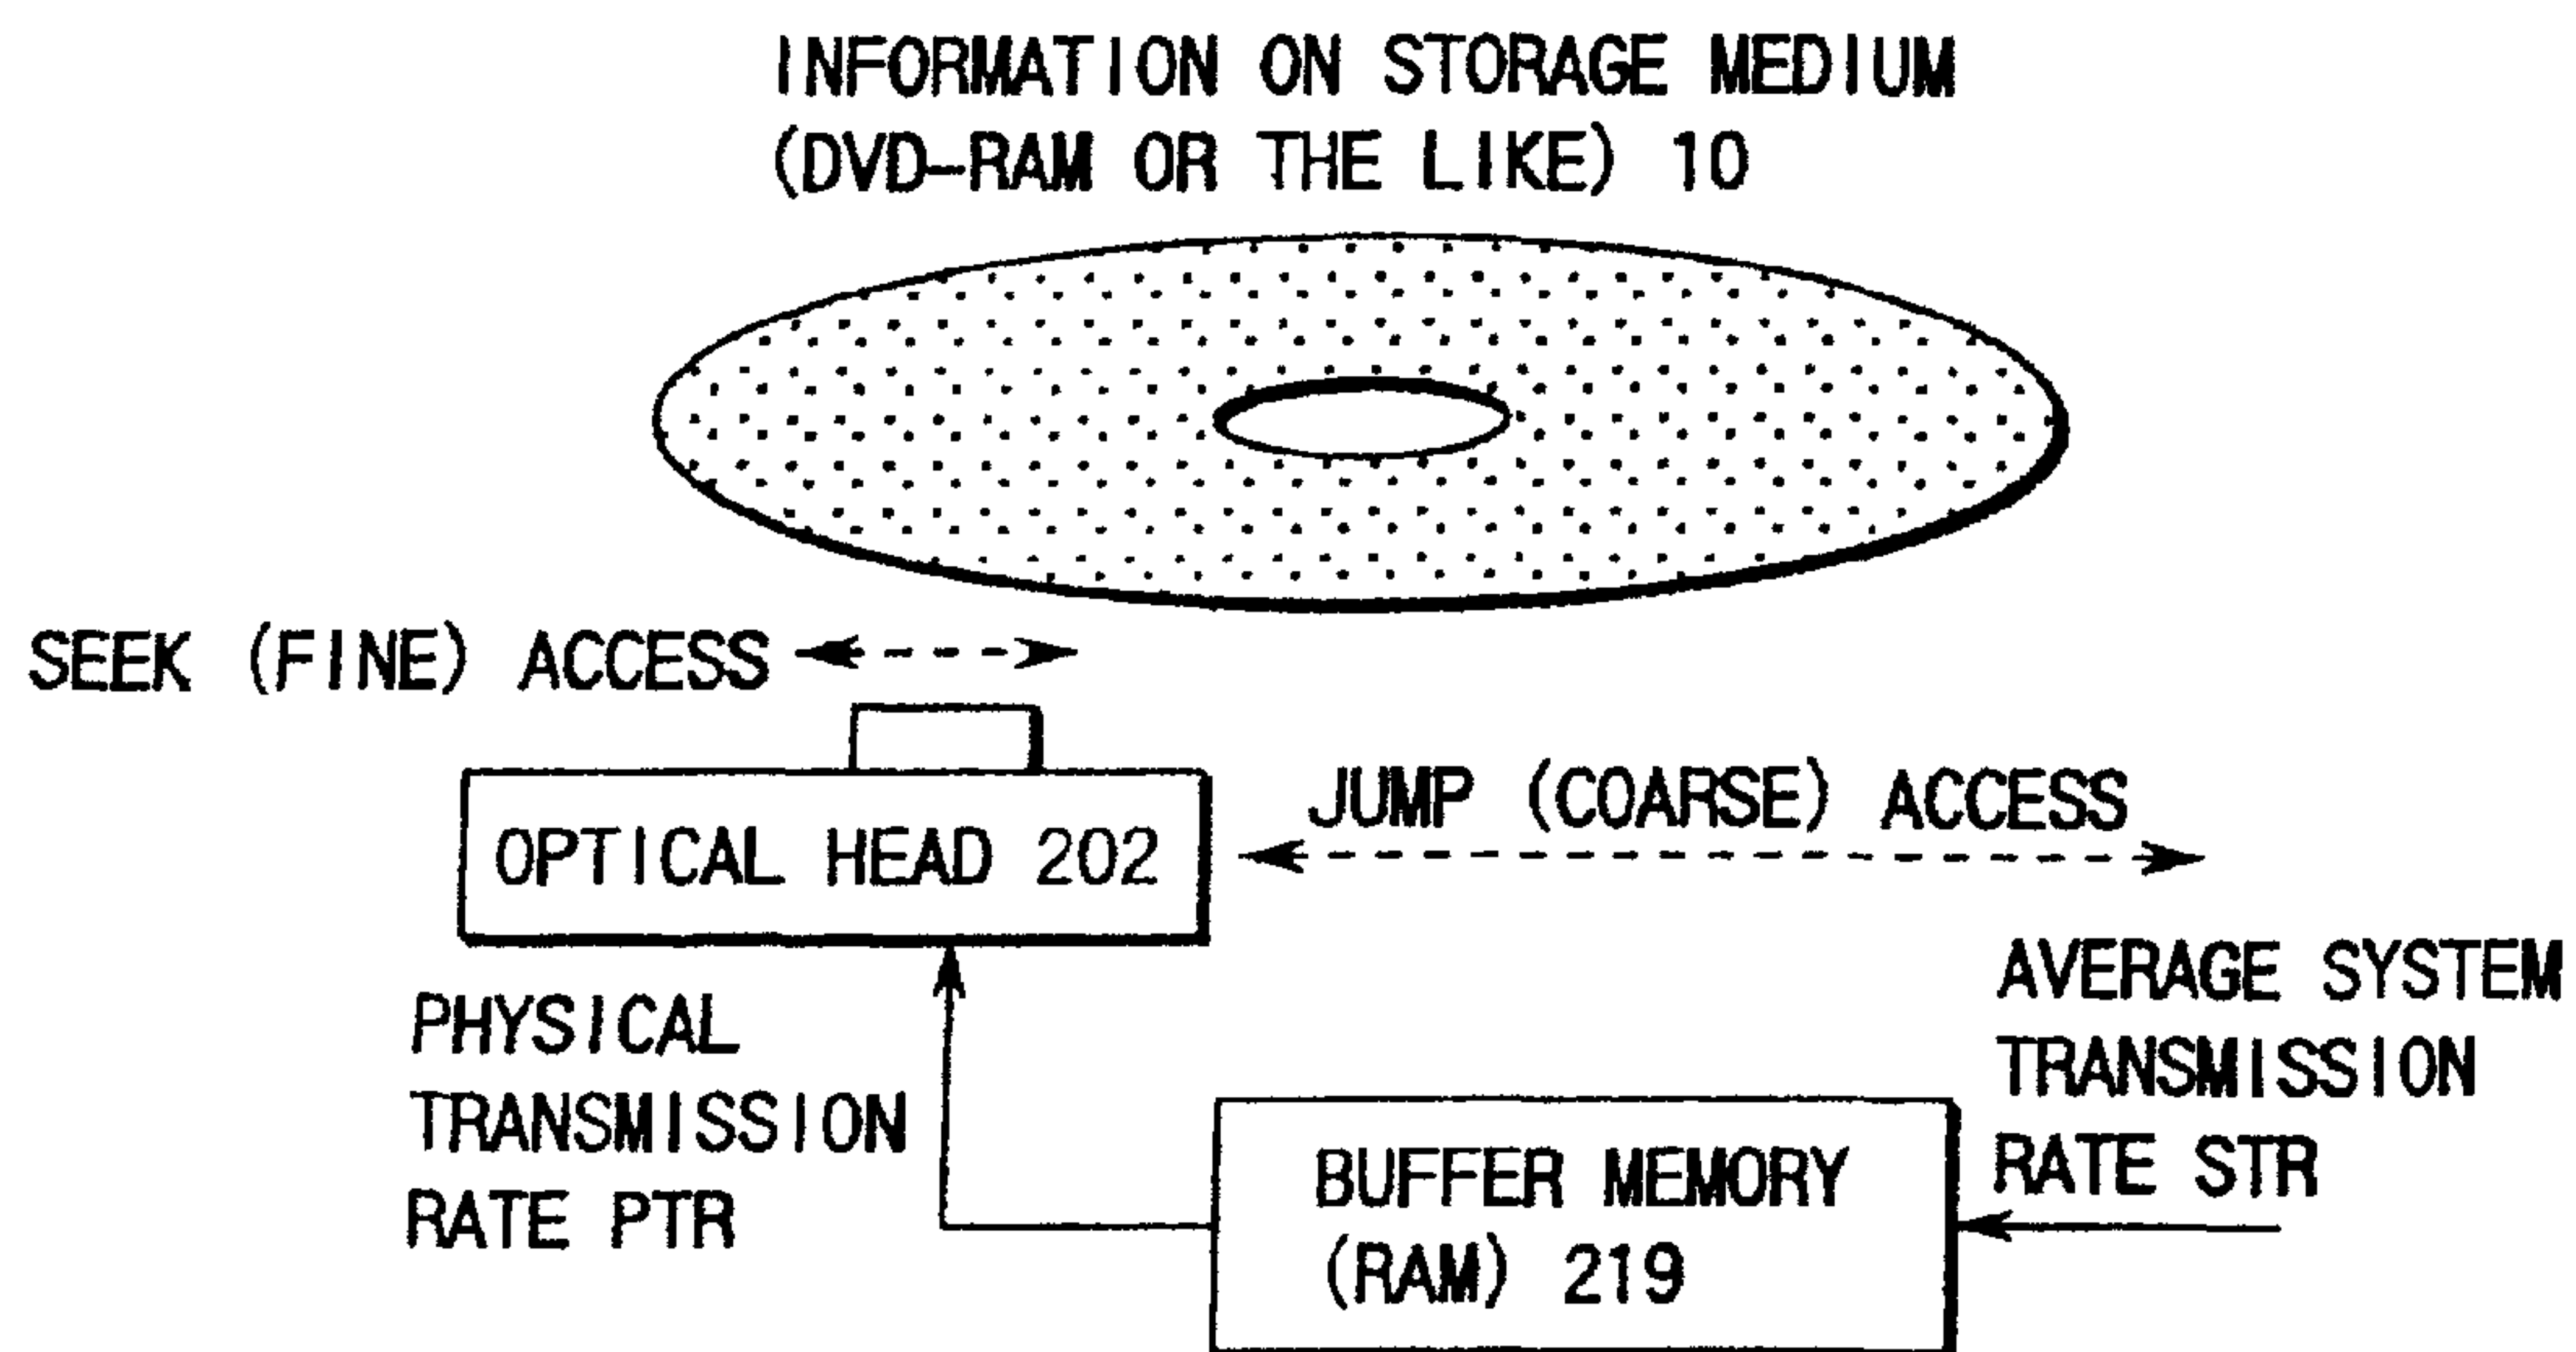 INFORMATION ON STORAGE MEDIUM
(DVD-RAM OR THE LIKE) 10
SEEK (FINE) ACCESS
JUMP (COARSE) ACCESS
OPTICAL HEAD 202
PHYSICAL
TRANSMISSION
RATE PTR
AVERAGE SYSTEM
TRANSMISSION
RATE STR
BUFFER MEMORY
(RAM) 219